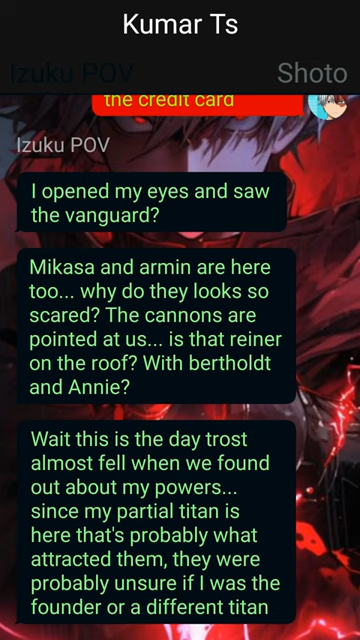 Kumar Ts
Izuku POV
Shoto
the credit card
Izuku POV
I opened my eyes and saw
the vanguard?
Mikasa and armin are here
too... why do they looks so
scared? The cannons are
pointed at us... is that reiner
on the roof? With bertholdt
and Annie?
Wait this is the day trost
almost fell when we found
out about my powers...
since my partial titan is
here that's probably what
attracted them, they were
probably unsure if I was the
founder or a different titan